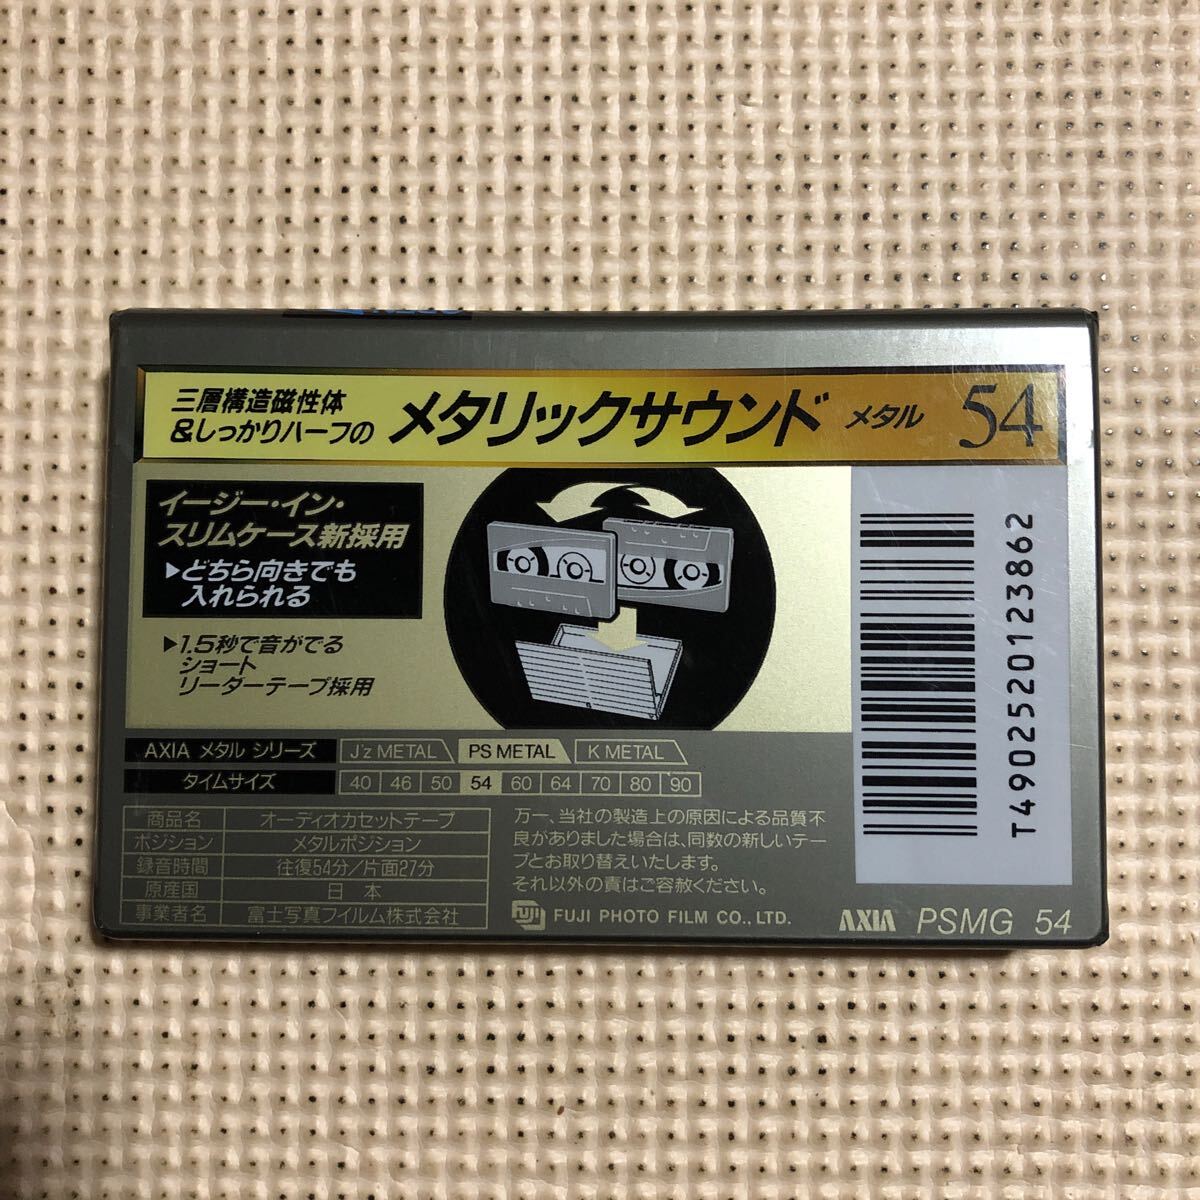 三層構造磁性体
&しっかりハーフの
メタリックサウンド メタル 54
イージー・イン・
スリムケース新採用
▶どちら向きでも
入れられる
▶1.5秒で音がでる
ショート
リーダーテープ採用
T4902520123862
AXIA メタル シリーズ J'z METAL PS METAL K METAL
タイムサイズ 40 46 50 54 60 64 70 80 90
商品名 オーディオカセットテープ
ポジション メタルポジション
録音時間 往復54分/片面27分
原産国 日本
事業者名 富士写真フイルム株式会社
万一、当社の製造上の原因による品質不
良がありました場合は、同数の新しいテー
プとお取り替えいたします。
それ以外の責はご容赦ください。
FUJI FUJI PHOTO FILM CO., LTD.
AXIA PSMG 54